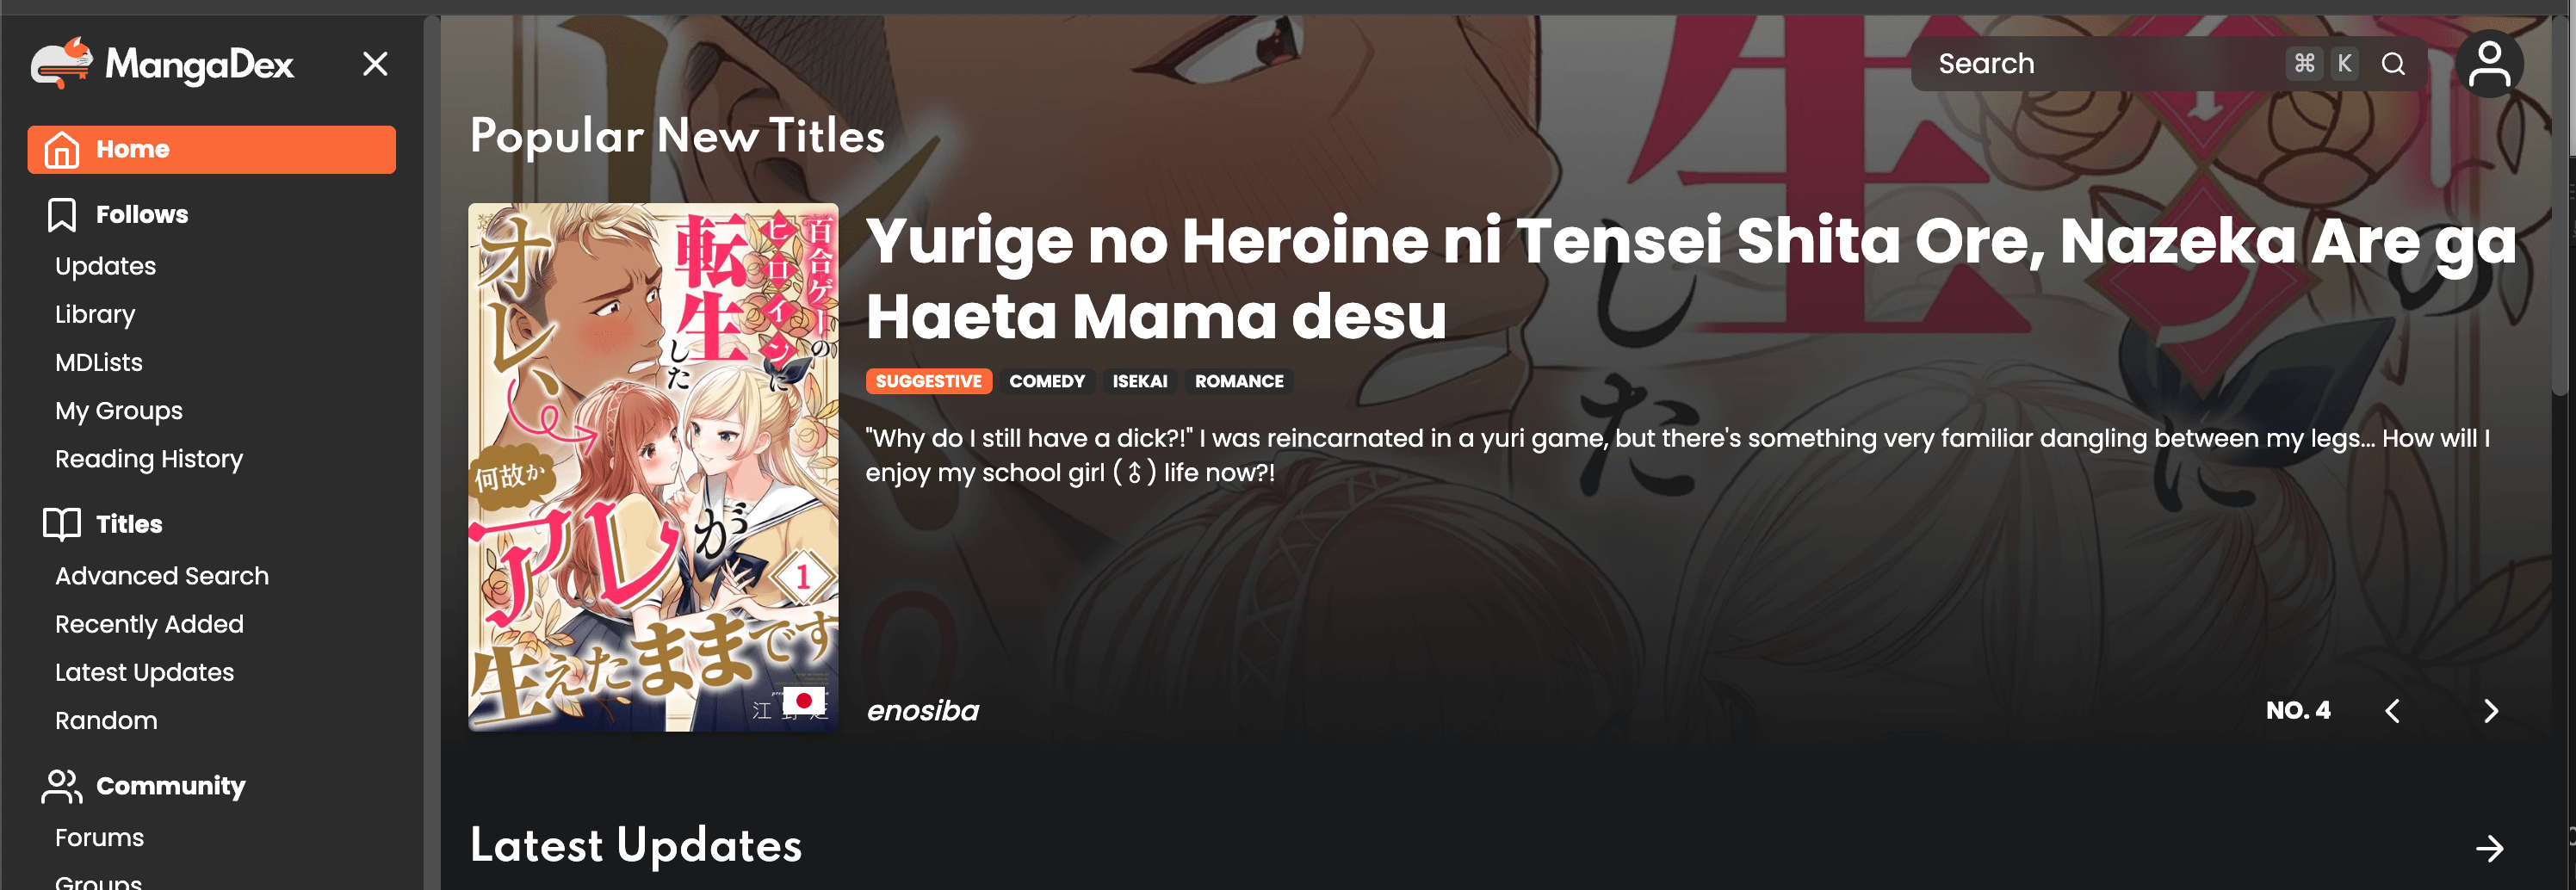 MangaDex
Home
Follows
Updates
Library
MDLists
My Groups
Reading History
Titles
Advanced Search
Recently Added
Latest Updates
Random
Community
Forums
Groups
Search ⌘ K
Popular New Titles
百合ゲーの
ヒロインに
転生した
オレ、
何故か
アレが
1
生えたままです
Yurige no Heroine ni Tensei Shita Ore, Nazeka Are ga
Haeta Mama desu
SUGGESTIVE COMEDY ISEKAI ROMANCE
"Why do I still have a dick?!" I was reincarnated in a yuri game, but there's something very familiar dangling between my legs... How will I
enjoy my school girl (⚨) life now?!
enosiba
NO. 4
Latest Updates